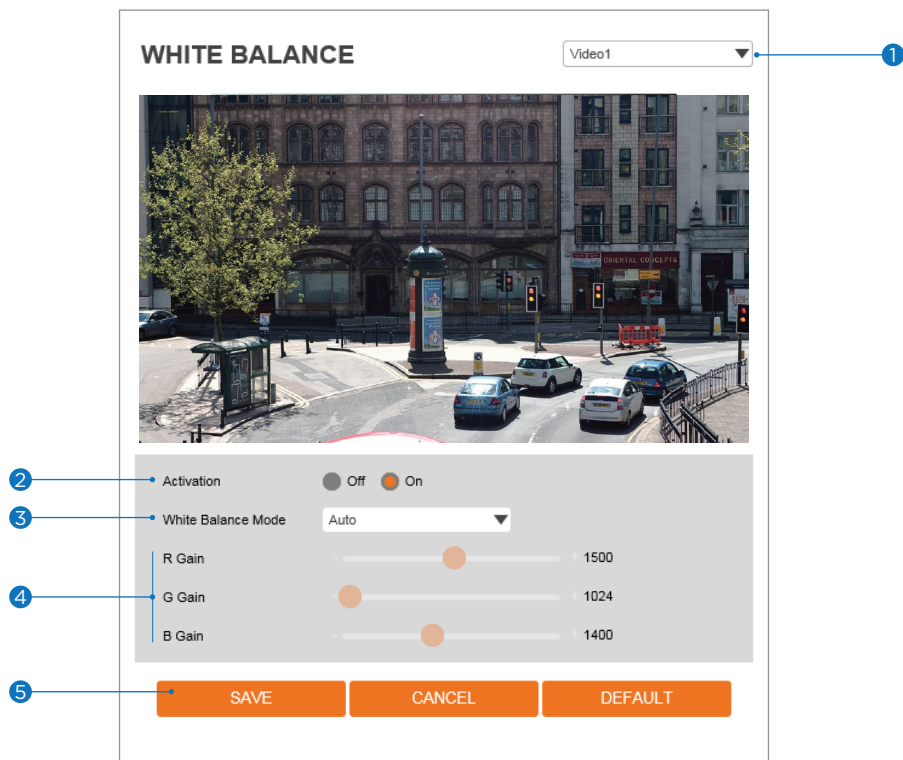 WHITE BALANCE
Video1
1
ORIENTAL CONCEPTS
2
Activation
Off
On
3
White Balance Mode
Auto
R Gain
- + 1500
4
G Gain
- + 1024
B Gain
- + 1400
5
SAVE
CANCEL
DEFAULT